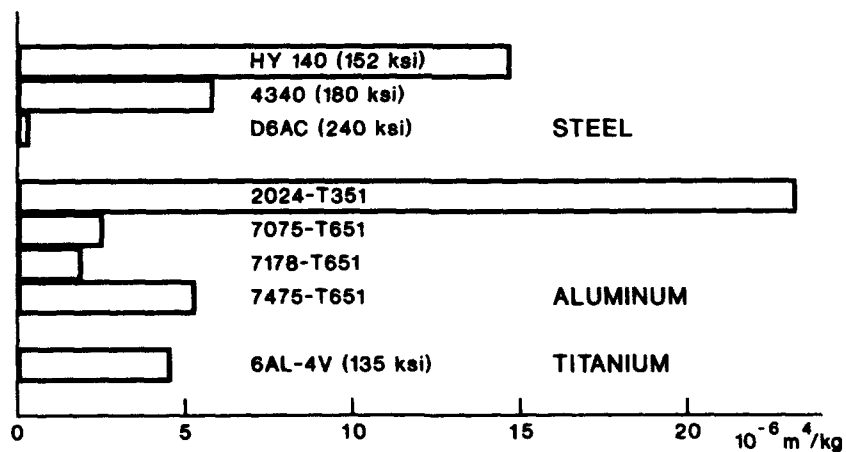 HY 140 (152 ksi)
4340 (180 ksi)
D6AC (240 ksi) STEEL
2024-T351
7075-T651
7178-T651
7475-T651 ALUMINUM
6AL-4V (135 ksi) TITANIUM
0 5 10 15 20 10⁻⁶ m⁴/kg